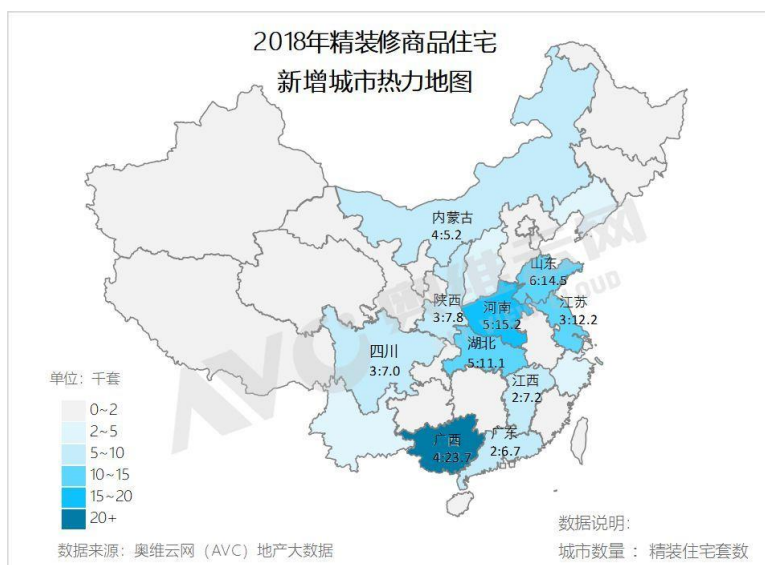 2018年精装修商品住宅
新增城市热力地图
内蒙古
4:5.2
山东
6:14.5
陕西
3:7.8
河南
5:15.2
江苏
3:12.2
四川
3:7.0
湖北
5:11.1
江西
2:7.2
广西
4:23.7
广东
2:6.7
单位：千套
0~2
2~5
5~10
10~15
15~20
20+
数据说明:
数据来源：奥维云网（AVC）地产大数据
城市数量 ：精装住宅套数
AVC 奥维云网
CLOUD